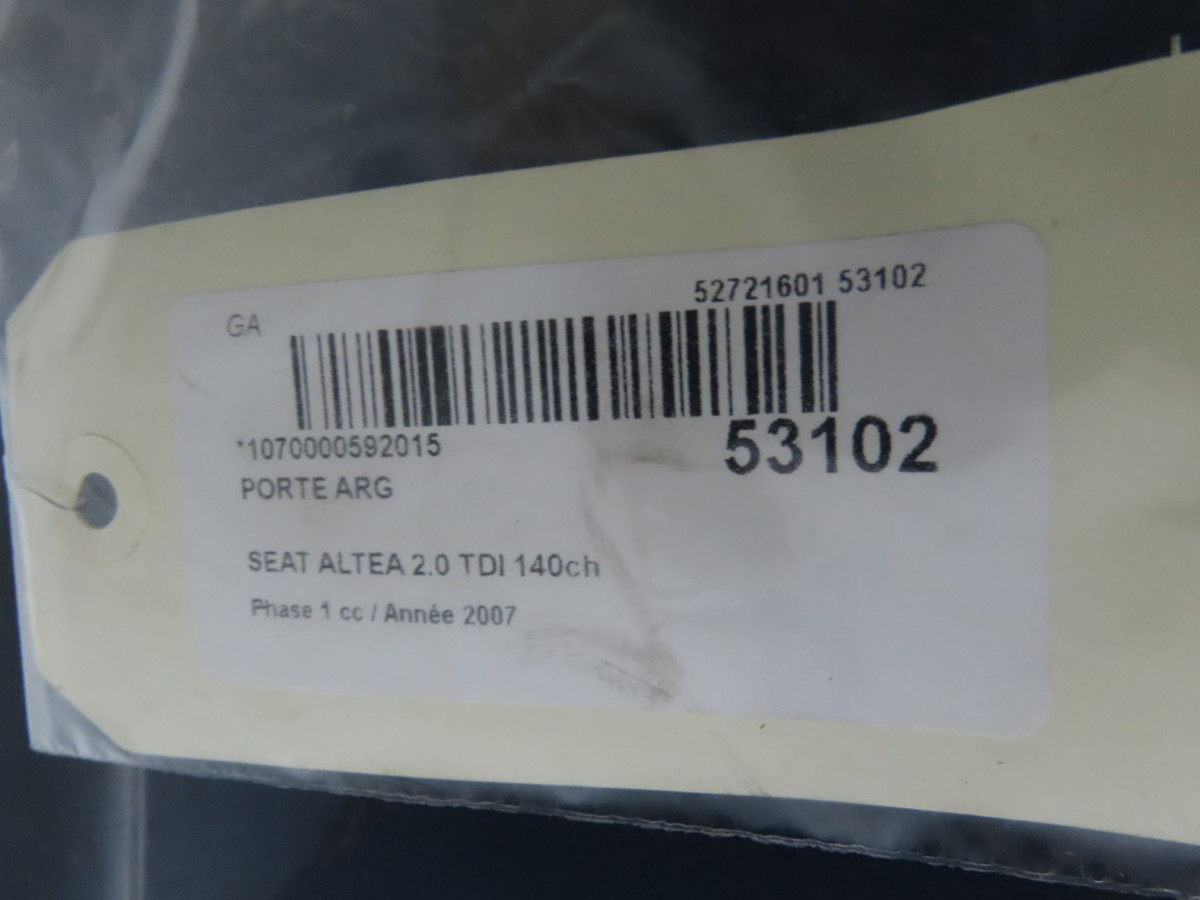 52721601 53102
GA
*1070000592015
53102
PORTE ARG
SEAT ALTEA 2.0 TDI 140ch
Phase 1 cc / Année 2007